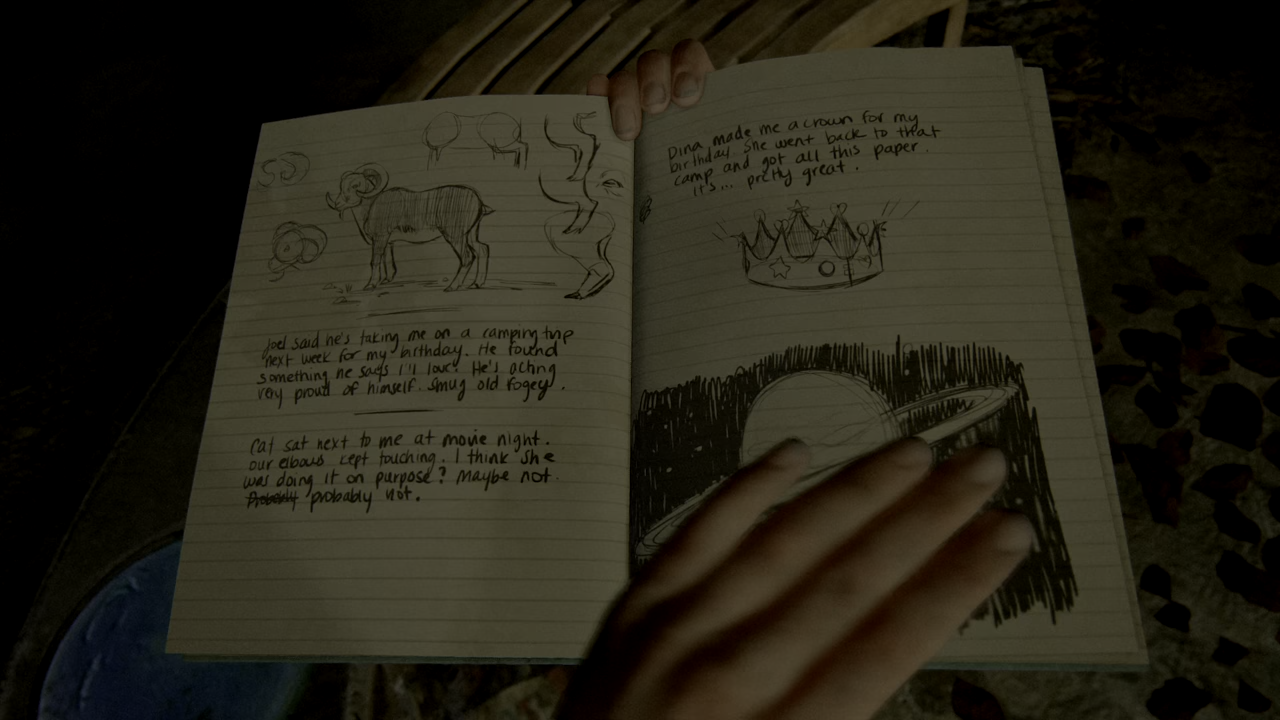 Joel said he's taking me on a camping trip
next week for my birthday. He found
something he says I'll love. He's acting
very proud of himself. Smug old fogey.
Cat sat next to me at movie night.
our elbows kept touching. I think she
was doing it on purpose? Maybe not.
Probably probably not.
Dina made me a crown for my
birthday. She went back to that
camp and got all this paper.
It's... pretty great.